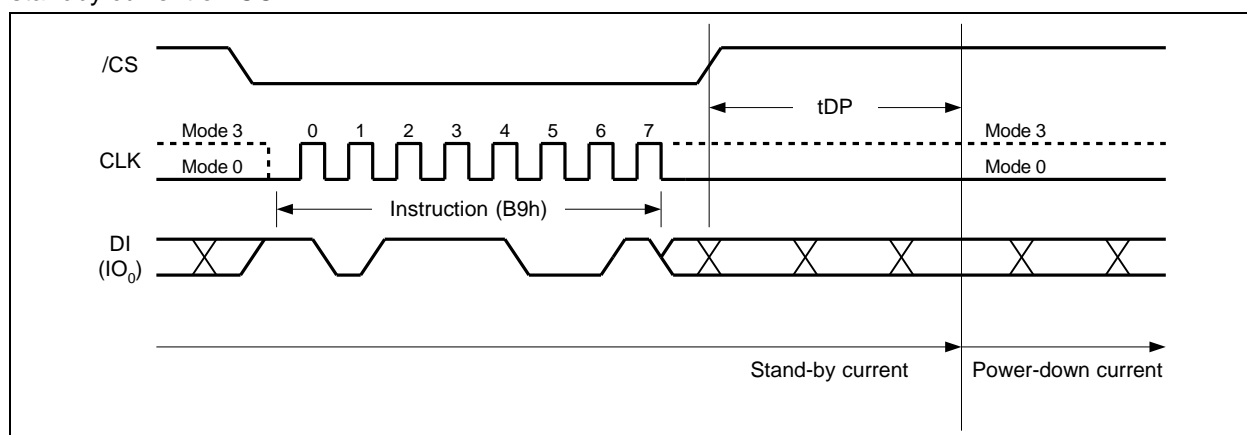 /CS
tDP
Mode 3 0 1 2 3 4 5 6 7 Mode 3
CLK
Mode 0 Mode 0
Instruction (B9h)
DI
(IO0)
Stand-by current Power-down current